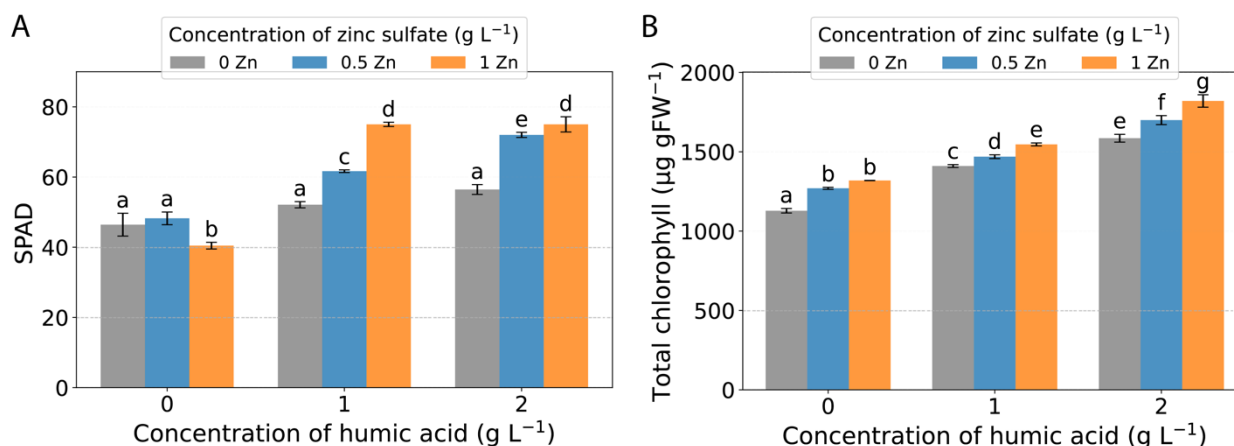 A
Concentration of zinc sulfate (g L⁻¹)
0 Zn 0.5 Zn 1 Zn
SPAD
80
60
40
20
0
a a b
a c d
a e d
0 1 2
Concentration of humic acid (g L⁻¹)
B
Concentration of zinc sulfate (g L⁻¹)
0 Zn 0.5 Zn 1 Zn
Total chlorophyll (µg gFW⁻¹)
2000
1500
1000
500
0
a b b
c d e
e f g
0 1 2
Concentration of humic acid (g L⁻¹)